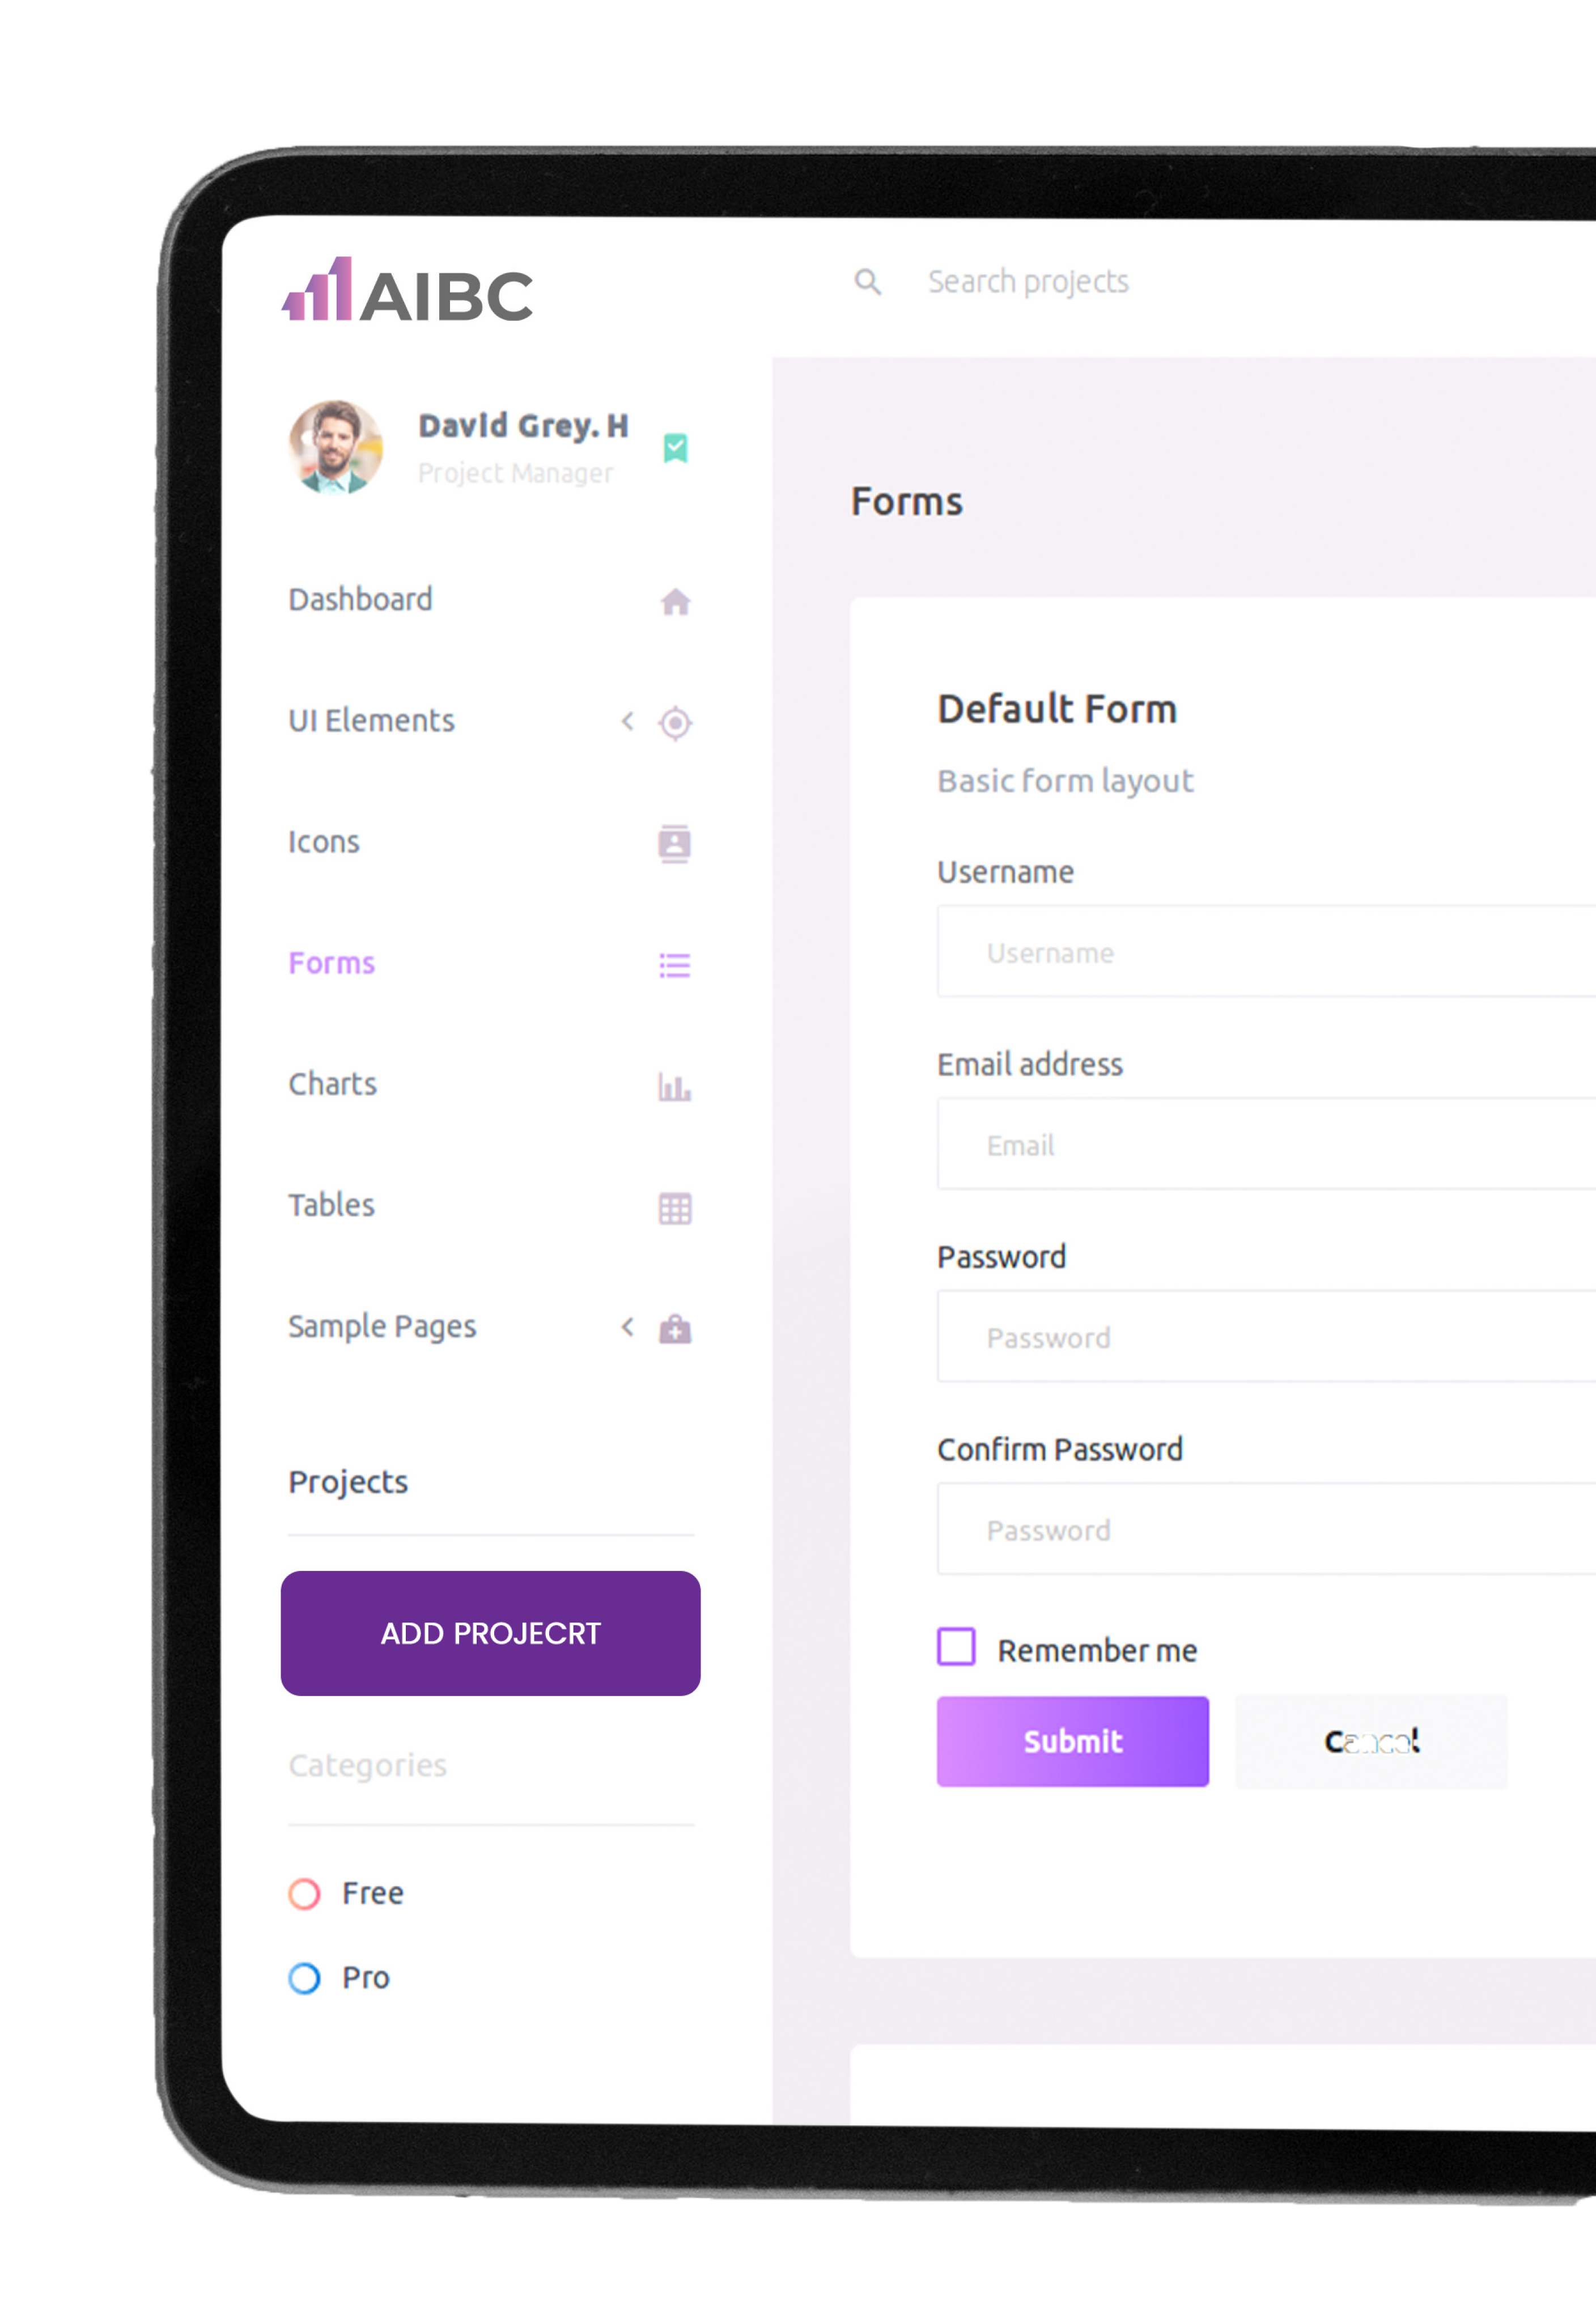 AIBC
Search projects
David Grey. H
Project Manager
Dashboard
UI Elements
Icons
Forms
Charts
Tables
Sample Pages
Projects
ADD PROJECRT
Categories
Free
Pro
Forms
Default Form
Basic form layout
Username
Username
Email address
Email
Password
Password
Confirm Password
Password
Remember me
Submit
Cancel